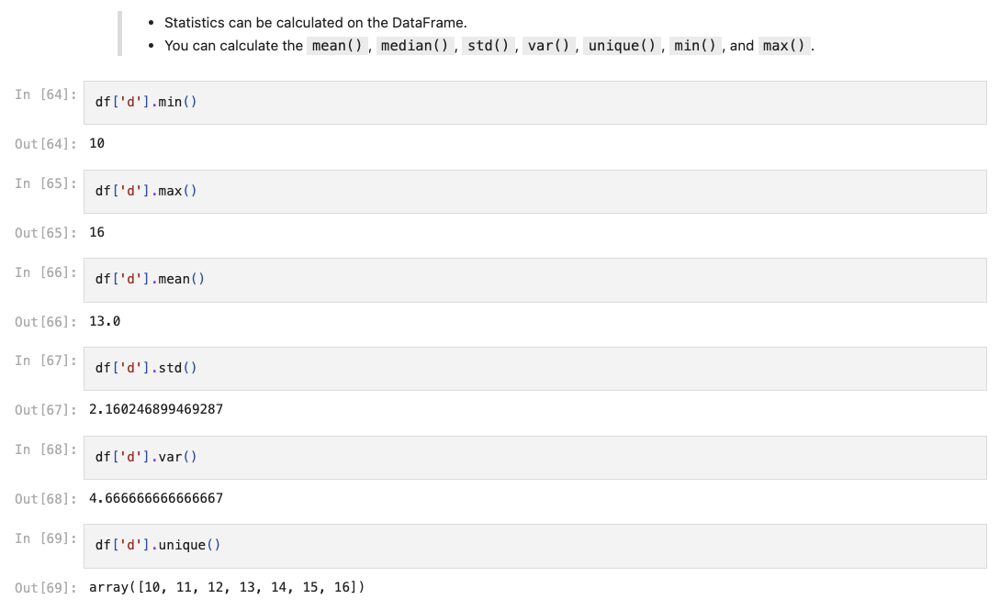 • Statistics can be calculated on the DataFrame.
• You can calculate the mean(), median(), std(), var(), unique(), min(), and max().
In [64]: df['d'].min()
Out[64]: 10
In [65]: df['d'].max()
Out[65]: 16
In [66]: df['d'].mean()
Out[66]: 13.0
In [67]: df['d'].std()
Out[67]: 2.160246899469287
In [68]: df['d'].var()
Out[68]: 4.666666666666667
In [69]: df['d'].unique()
Out[69]: array([10, 11, 12, 13, 14, 15, 16])